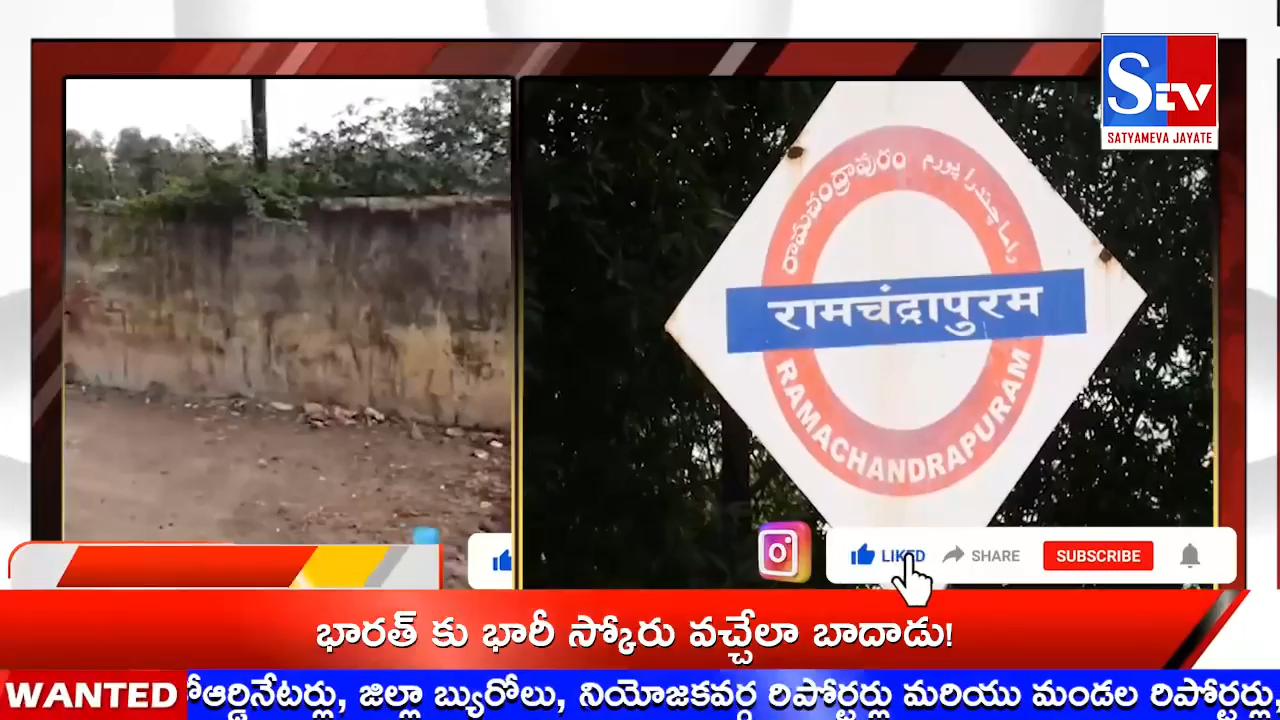 STV
SATYAMEVA JAYATE
రామచంద్రాపురం
रामचंद्रापुरम
RAMACHANDRAPURAM
LIKED SHARE SUBSCRIBE
భారత్ కు భారీ స్కోరు వచ్చేలా బాదాడు!
WANTED ఆర్డినేటర్లు, జిల్లా బ్యురోలు, నియోజకవర్గ రిపోర్టర్లు మరియు మండల రిపోర్టర్లు,